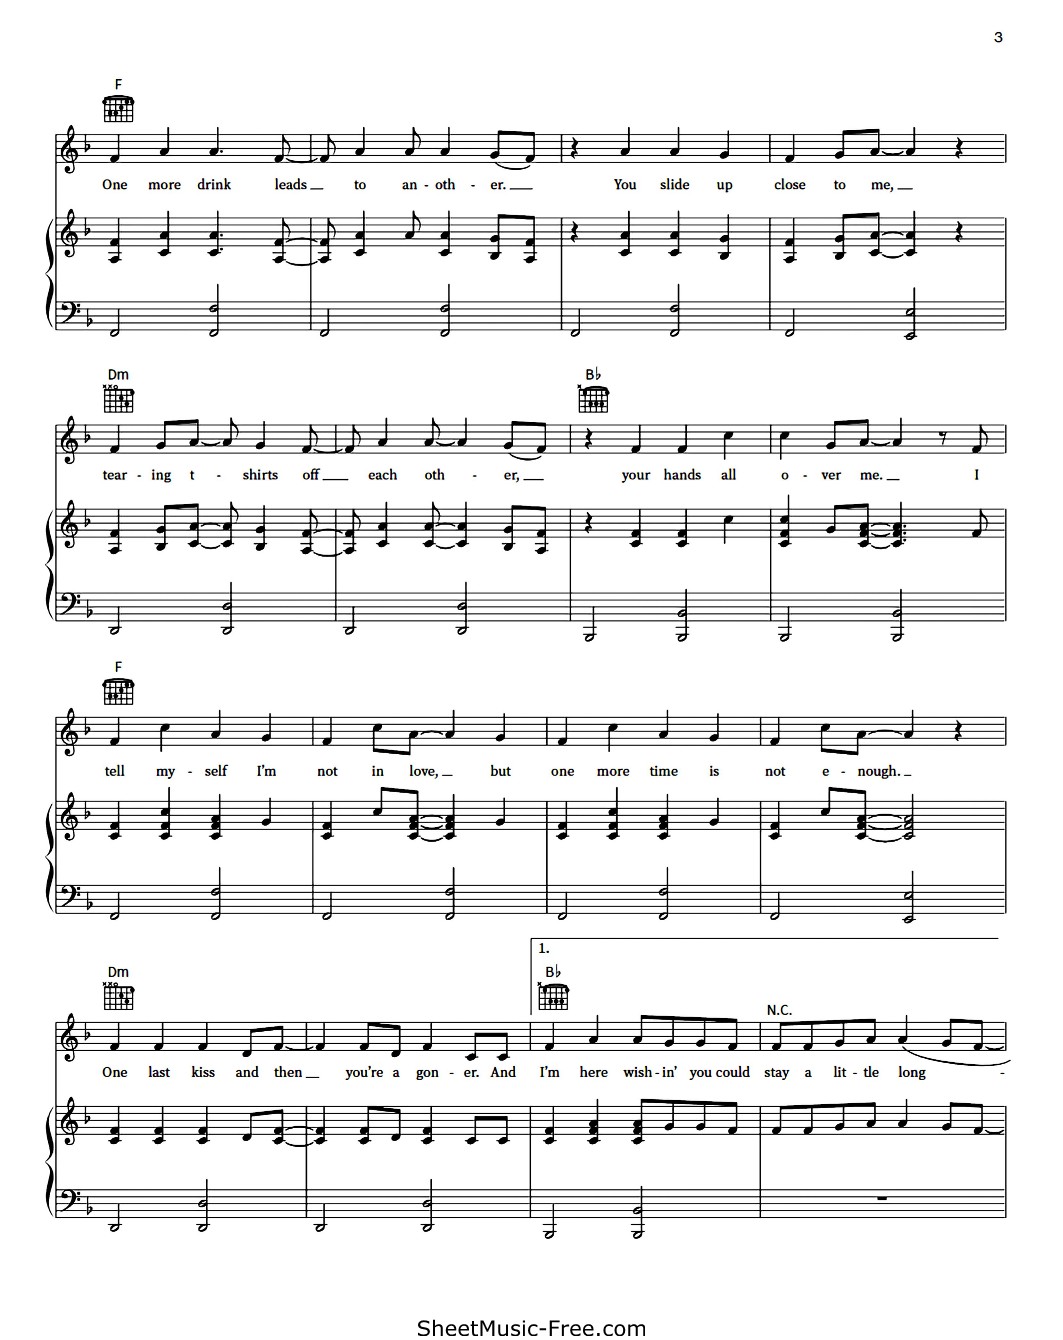 3
F
One more drink leads to an - oth - er. You slide up close to me,
Dm B♭
tear - ing t - shirts off each oth - er, your hands all o - ver me. I
F
tell my - self I'm not in love, but one more time is not e - nough.
1.
Dm B♭
N.C.
One last kiss and then you're a gon - er. And I'm here wish - in' you could stay a lit - tle long -
SheetMusic-Free.com